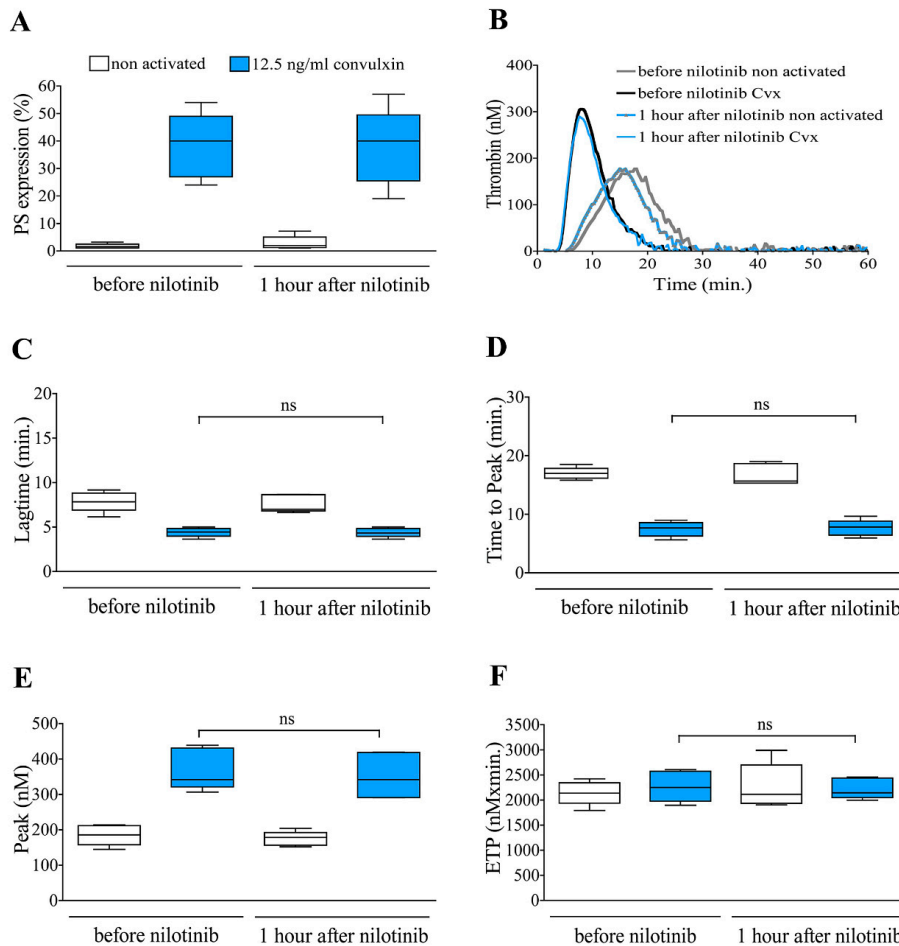 A
non activated
12.5 ng/ml convulxin
PS expression (%)
60
50
40
30
20
10
0
before nilotinib
1 hour after nilotinib
B
before nilotinib non activated
before nilotinib Cvx
1 hour after nilotinib non activated
1 hour after nilotinib Cvx
Thrombin (nM)
400
300
200
100
0
0 10 20 30 40 50 60
Time (min.)
C
Lagtime (min.)
20
15
10
5
0
ns
before nilotinib
1 hour after nilotinib
D
Time to Peak (min.)
30
20
10
0
ns
before nilotinib
1 hour after nilotinib
E
Peak (nM)
500
400
300
200
100
0
ns
before nilotinib
1 hour after nilotinib
F
ETP (nMxmin.)
3500
3000
2500
2000
1500
1000
500
0
ns
before nilotinib
1 hour after nilotinib